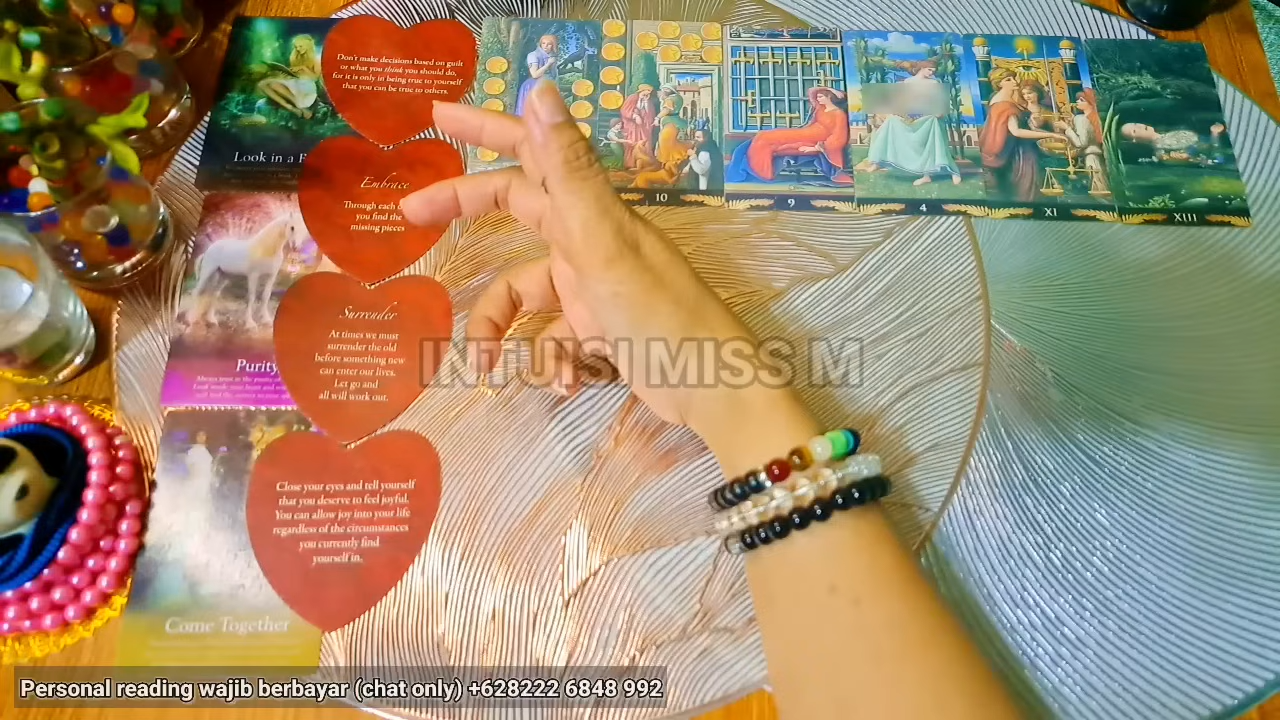 Don't make decisions based on guilt
or what you think you should do,
for it is only in being true to yourself
that you can be true to others.
Look in a
Embrace
Through each
you find the
missing pieces
10
9
4
XI
XIII
Surrender
At times we must
surrender the old
before something new
can enter our lives.
Let go and
all will work out.
Purity
INTUISI MISS M
Close your eyes and tell yourself
that you deserve to feel joyful.
You can allow joy into your life
regardless of the circumstances
you currently find
yourself in.
Come Together
Personal reading wajib berbayar (chat only) +628222 6848 992